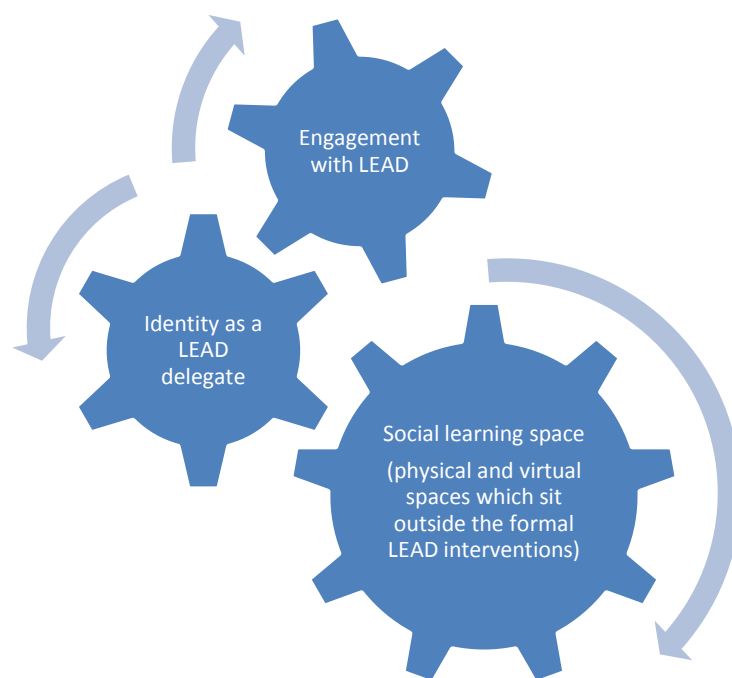 Engagement
with LEAD
Identity as a
LEAD
delegate
Social learning space
(physical and virtual
spaces which sit
outside the formal
LEAD interventions)